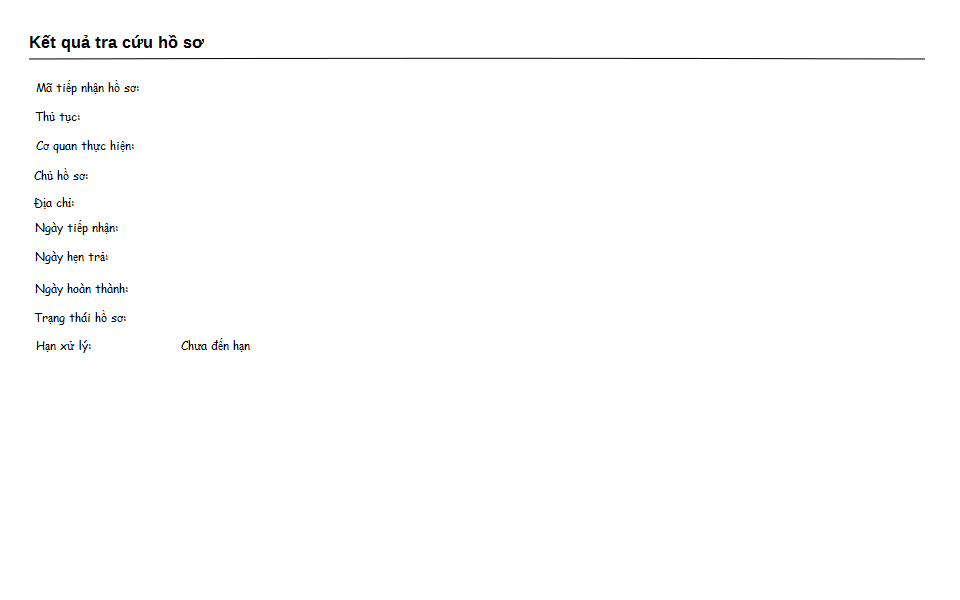 Kết quả tra cứu hồ sơ
Mã tiếp nhận hồ sơ:
Thủ tục:
Cơ quan thực hiện:
Chủ hồ sơ:
Địa chỉ:
Ngày tiếp nhận:
Ngày hẹn trả:
Ngày hoàn thành:
Trạng thái hồ sơ:
Hạn xử lý: Chưa đến hạn